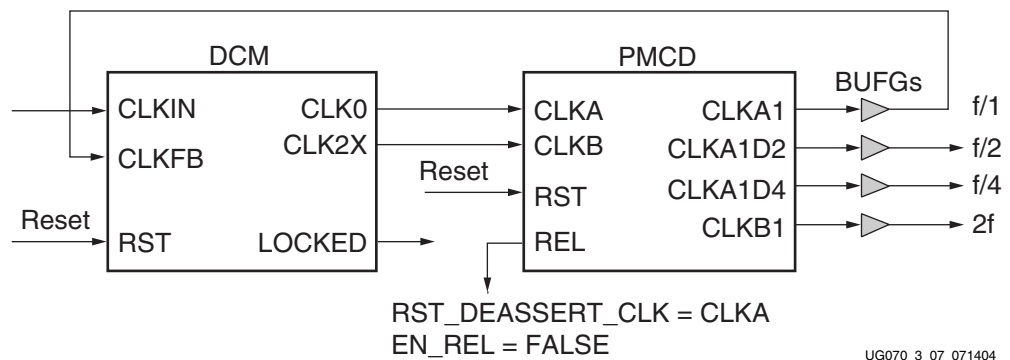 DCM
PMCD
BUFGs
CLKIN
CLK0
CLKA
CLKA1
f/1
CLKFB
CLK2X
CLKB
CLKA1D2
f/2
Reset
RST
CLKA1D4
f/4
Reset
RST
LOCKED
REL
CLKB1
2f
RST_DEASSERT_CLK = CLKA
EN_REL = FALSE
UG070_3_07_071404